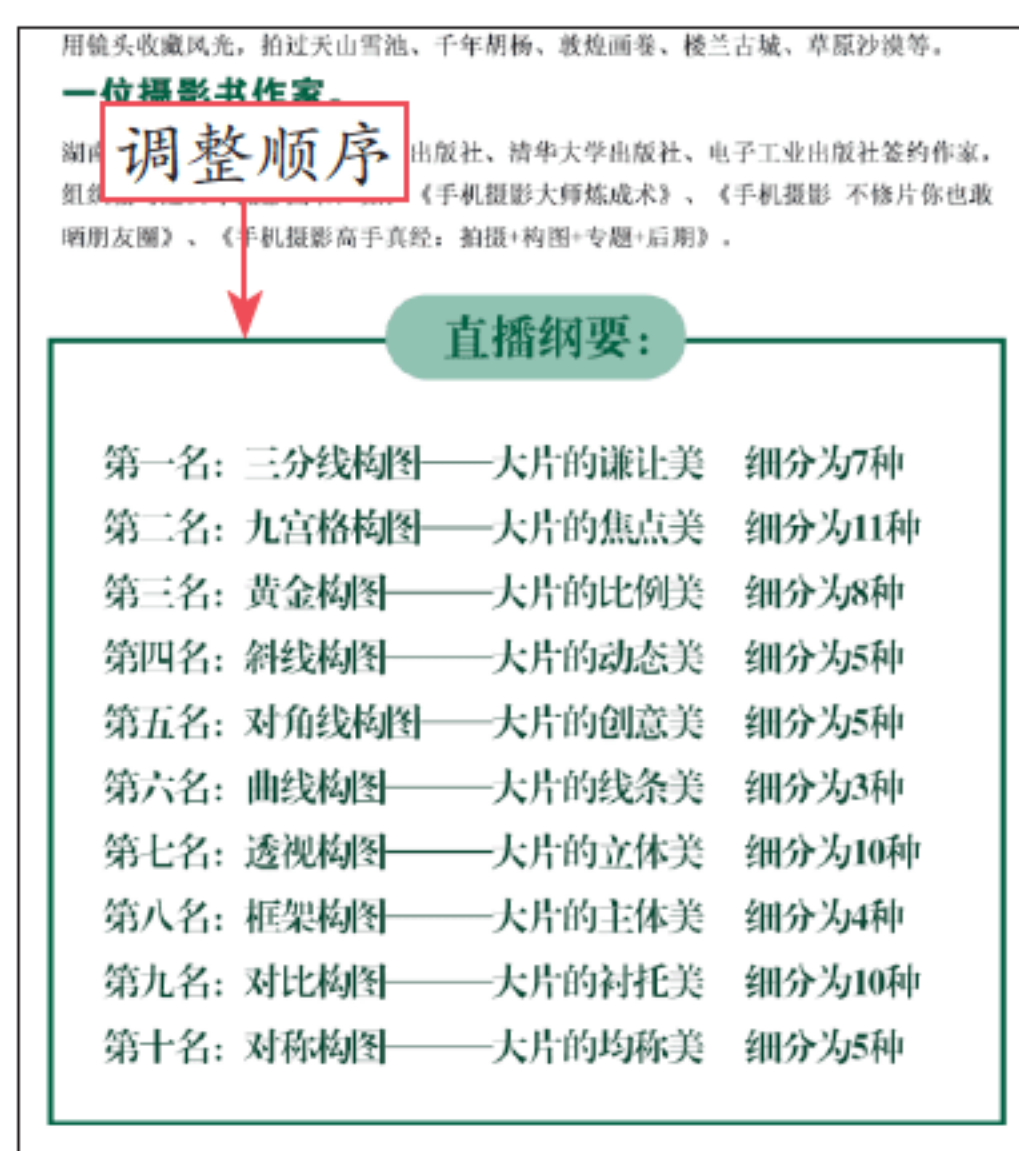 用镜头收藏风光，拍过天山雪池、千年胡杨、敦煌画卷、楼兰古城、草原沙漠等。
一位摄影书作家。
调整顺序
湖南 出版社、清华大学出版社、电子工业出版社签约作家，
《手机摄影大师炼成术》、《手机摄影 不修片你也敢
晒朋友圈》、《手机摄影高手真经：拍摄+构图+专题+后期》。
直播纲要：
第一名：三分线构图——大片的谦让美 细分为7种
第二名：九宫格构图——大片的焦点美 细分为11种
第三名：黄金构图———大片的比例美 细分为8种
第四名：斜线构图———大片的动态美 细分为5种
第五名：对角线构图——大片的创意美 细分为5种
第六名：曲线构图———大片的线条美 细分为3种
第七名：透视构图———大片的立体美 细分为10种
第八名：框架构图———大片的主体美 细分为4种
第九名：对比构图———大片的衬托美 细分为10种
第十名：对称构图———大片的均称美 细分为5种